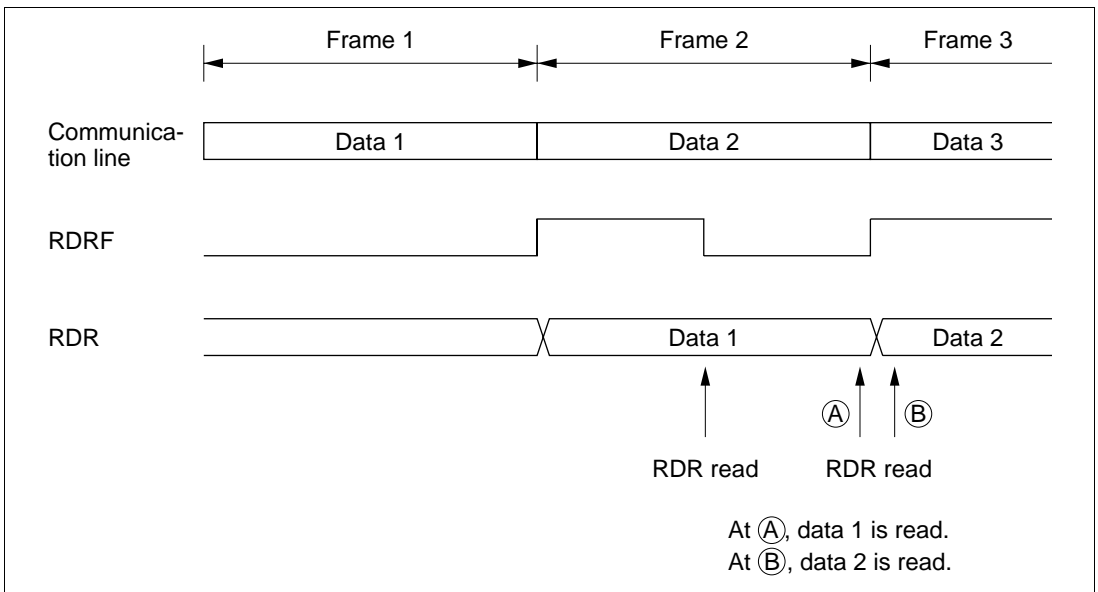 Frame 1 Frame 2 Frame 3
Communica-
tion line
Data 1 Data 2 Data 3
RDRF
RDR
Data 1 Data 2
A B
RDR read RDR read
At Ⓐ, data 1 is read.
At Ⓑ, data 2 is read.